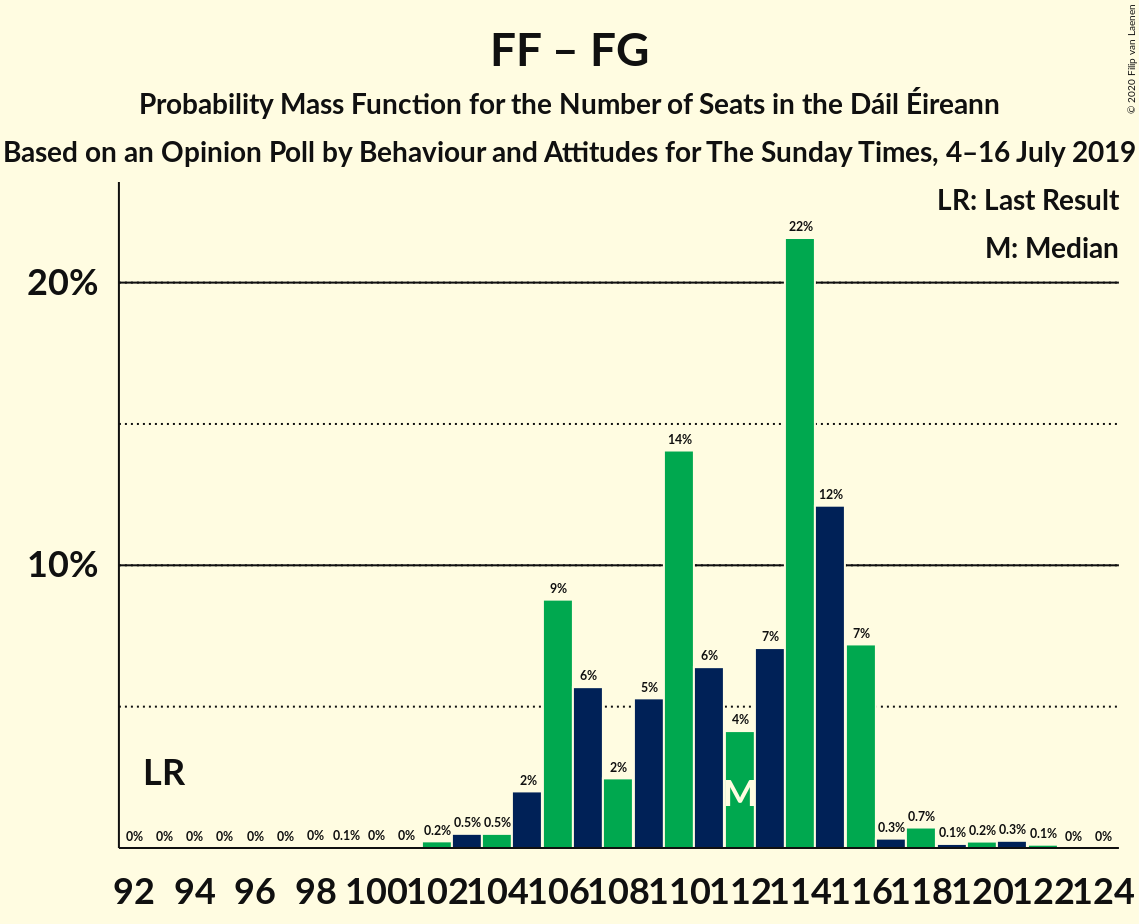 © 2020 Filip van Laenen
FF – FG
Probability Mass Function for the Number of Seats in the Dáil Éireann
Based on an Opinion Poll by Behaviour and Attitudes for The Sunday Times, 4–16 July 2019
LR: Last Result
M: Median
20%
10%
LR
M
0% 0% 0% 0% 0% 0% 0% 0.1% 0% 0% 0.2% 0.5% 0.5% 2% 9% 6% 2% 5% 14% 6% 4% 7% 22% 12% 7% 0.3% 0.7% 0.1% 0.2% 0.3% 0.1% 0% 0%
92 94 96 98 100 102 104 106 108 110 112 114 116 118 120 122 124